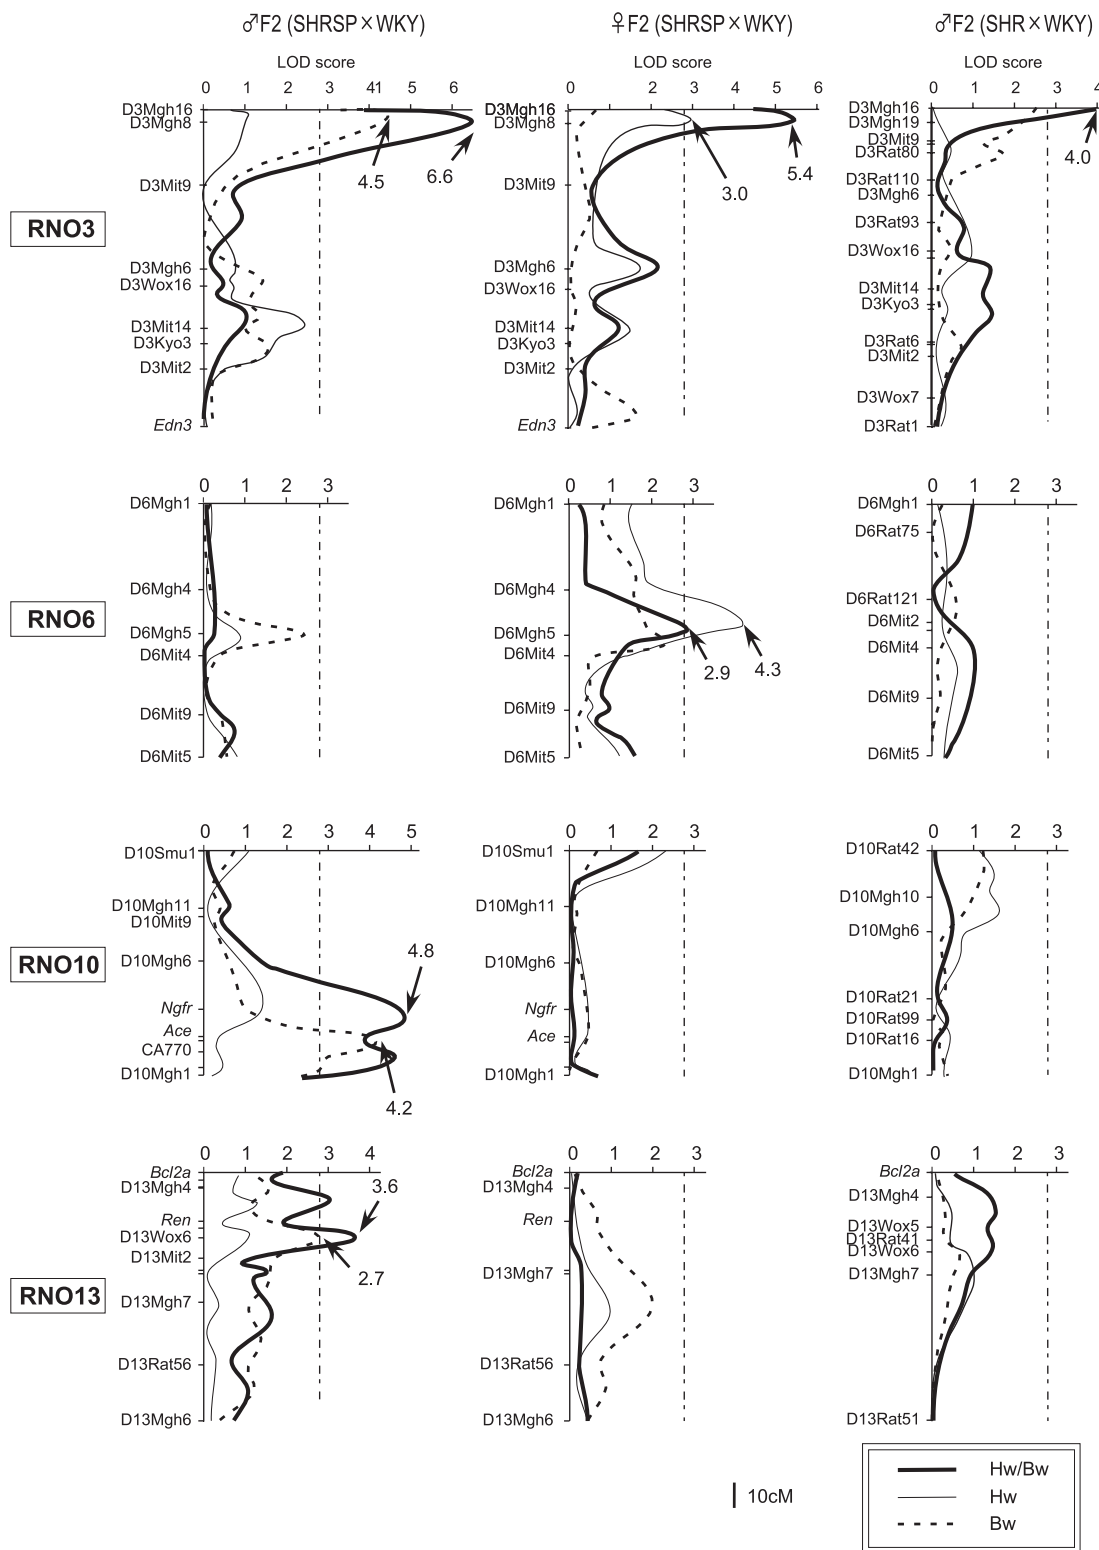 ♂F2 (SHRSP×WKY)
♀F2 (SHRSP×WKY)
♂F2 (SHR×WKY)
RNO3
LOD score
0 1 2 3 41 5 6
D3Mgh16
D3Mgh8
D3Mit9
D3Mgh6
D3Wox16
D3Mit14
D3Kyo3
D3Mit2
Edn3
4.5
6.6
LOD score
0 1 2 3 4 5 6
D3Mgh16
D3Mgh8
D3Mit9
D3Mgh6
D3Wox16
D3Mit14
D3Kyo3
D3Mit2
Edn3
3.0
5.4
LOD score
0 1 2 3 4
D3Mgh16
D3Mgh19
D3Mit9
D3Rat80
D3Rat110
D3Mgh6
D3Rat93
D3Wox16
D3Mit14
D3Kyo3
D3Rat6
D3Mit2
D3Wox7
D3Rat1
4.0
RNO6
0 1 2 3
D6Mgh1
D6Mgh4
D6Mgh5
D6Mit4
D6Mit9
D6Mit5
0 1 2 3
D6Mgh1
D6Mgh4
D6Mgh5
D6Mit4
D6Mit9
D6Mit5
2.9
4.3
0 1 2 3
D6Mgh1
D6Rat75
D6Rat121
D6Mit2
D6Mit4
D6Mit9
D6Mit5
RNO10
0 1 2 3 4 5
D10Smu1
D10Mgh11
D10Mit9
D10Mgh6
Ngfr
Ace
CA770
D10Mgh1
4.8
4.2
0 1 2 3
D10Smu1
D10Mgh11
D10Mgh6
Ngfr
Ace
D10Mgh1
0 1 2 3
D10Rat42
D10Mgh10
D10Mgh6
D10Rat21
D10Rat99
D10Rat16
D10Mgh1
RNO13
0 1 2 3 4
Bcl2a
D13Mgh4
Ren
D13Wox6
D13Mit2
D13Mgh7
D13Rat56
D13Mgh6
3.6
2.7
0 1 2 3
Bcl2a
D13Mgh4
Ren
D13Mgh7
D13Rat56
D13Mgh6
0 1 2 3
Bcl2a
D13Mgh4
D13Wox5
D13Rat41
D13Wox6
D13Mgh7
D13Rat51
10cM
Hw/Bw
Hw
Bw